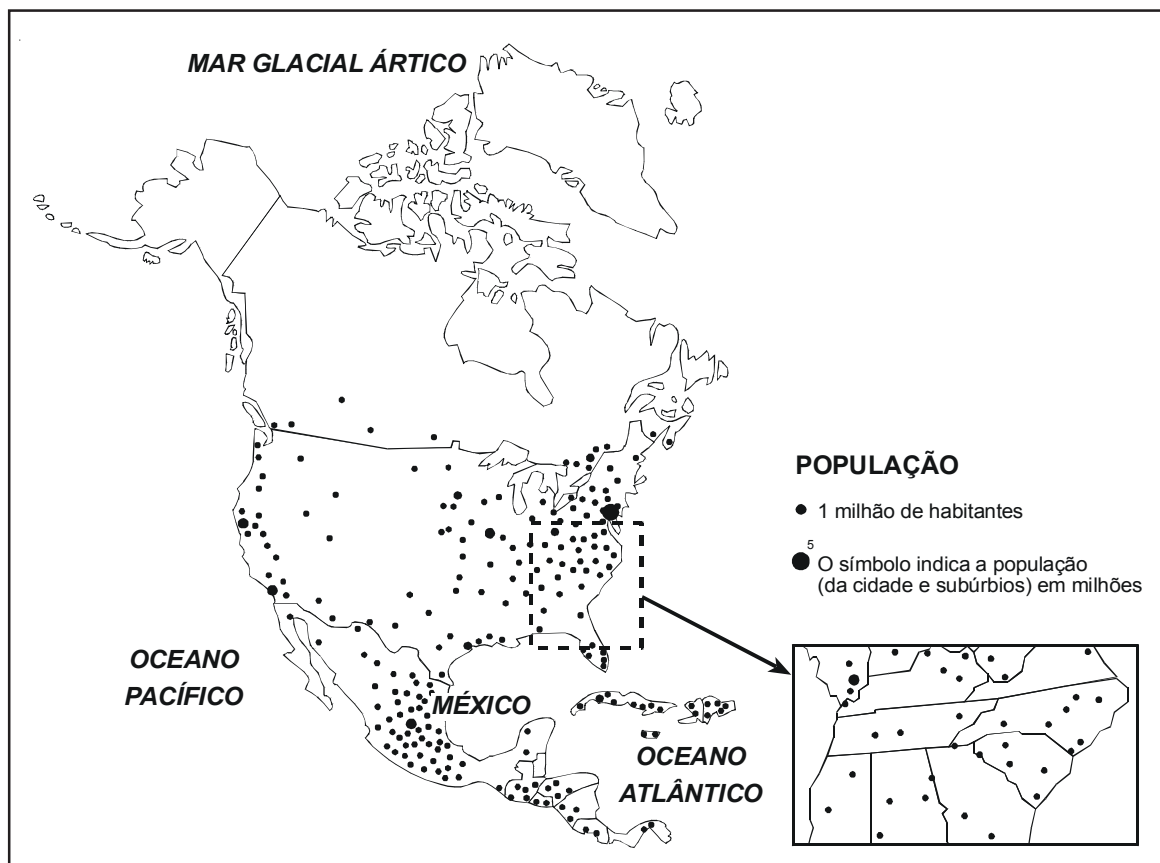 MAR GLACIAL ÁRTICO
POPULAÇÃO
1 milhão de habitantes
5
O símbolo indica a população
(da cidade e subúrbios) em milhões
OCEANO
PACÍFICO
MÉXICO
OCEANO
ATLÂNTICO